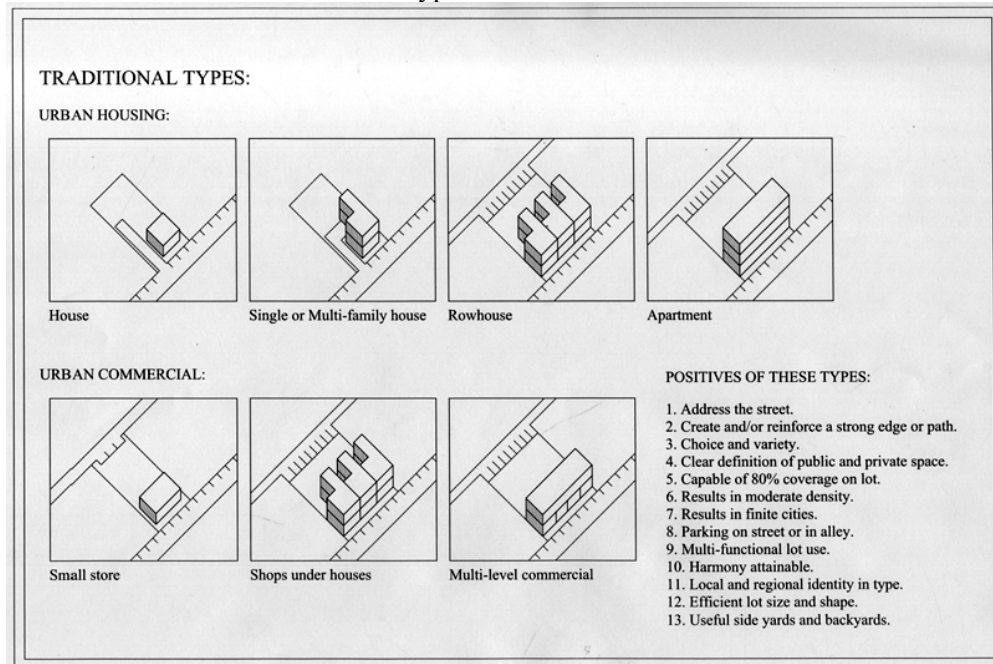 TRADITIONAL TYPES:
URBAN HOUSING:
House
Single or Multi-family house
Rowhouse
Apartment
URBAN COMMERCIAL:
Small store
Shops under houses
Multi-level commercial
POSITIVES OF THESE TYPES:
1. Address the street.
2. Create and/or reinforce a strong edge or path.
3. Choice and variety.
4. Clear definition of public and private space.
5. Capable of 80% coverage on lot.
6. Results in moderate density.
7. Results in finite cities.
8. Parking on street or in alley.
9. Multi-functional lot use.
10. Harmony attainable.
11. Local and regional identity in type.
12. Efficient lot size and shape.
13. Useful side yards and backyards.